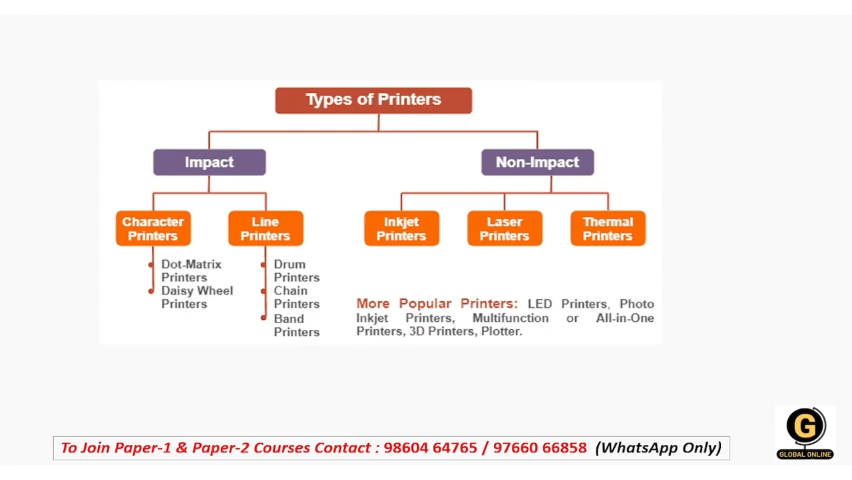 Types of Printers
Impact
Non-Impact
Character
Printers
Line
Printers
Inkjet
Printers
Laser
Printers
Thermal
Printers
Dot-Matrix
Printers
Daisy Wheel
Printers
Drum
Printers
Chain
Printers
Band
Printers
More Popular Printers: LED Printers, Photo
Inkjet Printers, Multifunction or All-in-One
Printers, 3D Printers, Plotter.
To Join Paper-1 & Paper-2 Courses Contact : 98604 64765 / 97660 66858 (WhatsApp Only)
G
GLOBAL ONLINE